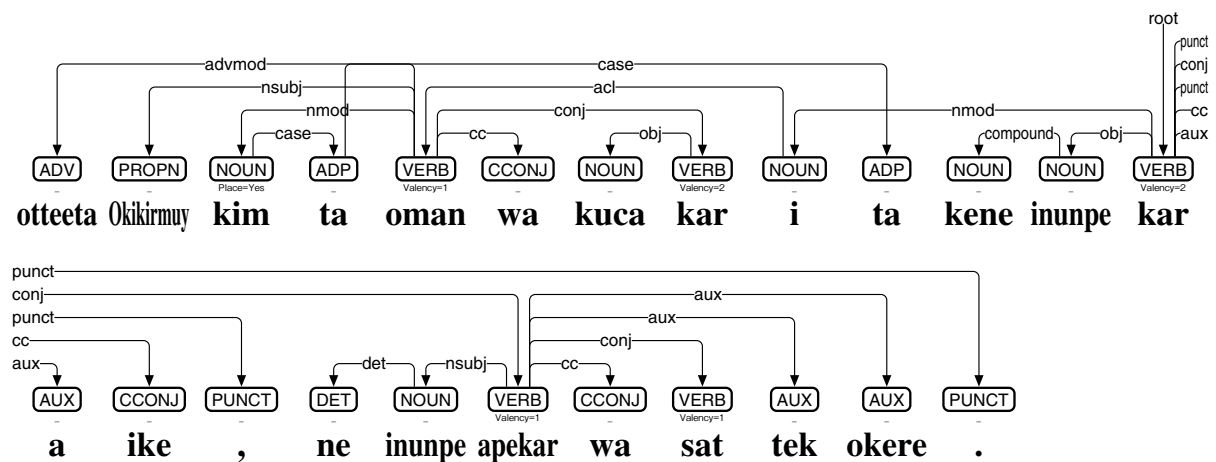 root
punct
advmod case conj
nsubj acl punct
nmod conj nmod cc
case cc obj compound obj aux
ADV PROPN NOUN ADP VERB CCONJ NOUN VERB NOUN ADP NOUN NOUN VERB
_ _ Place=Yes _ Valency=1 _ _ Valency=2 _ _ _ _ Valency=2
_ _ _ _
otteeta Okikirmuy kim ta oman wa kuca kar i ta kene inunpe kar
punct
conj aux
punct aux
cc conj
aux det nsubj cc
AUX CCONJ PUNCT DET NOUN VERB CCONJ VERB AUX AUX PUNCT
_ _ _ _ _ Valency=1 _ Valency=1 _ _ _
_ _
a ike , ne inunpe apekar wa sat tek okere .